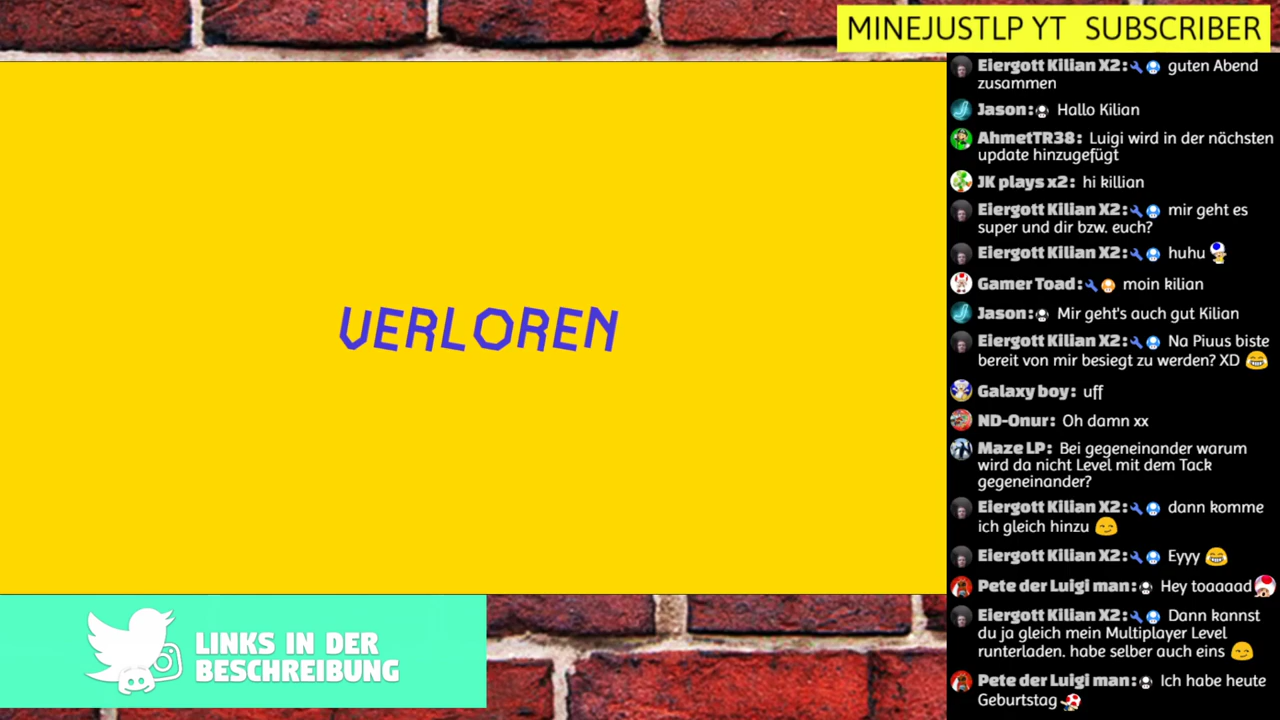 MINEJUSTLP YT SUBSCRIBER
Eiergott Kilian X2: guten Abend
zusammen
Jason: Hallo Kilian
AhmetTR38: Luigi wird in der nächsten
update hinzugefügt
JK plays x2: hi killian
Eiergott Kilian X2: mir geht es
super und dir bzw. euch?
Eiergott Kilian X2: huhu
Gamer Toad: moin kilian
Jason: Mir geht's auch gut Kilian
Eiergott Kilian X2: Na Piuus biste
bereit von mir besiegt zu werden? XD 😂
Galaxy boy: uff
ND-Onur: Oh damn xx
Maze LP: Bei gegeneinander warum
wird da nicht Level mit dem Tack
gegeneinander?
Eiergott Kilian X2: dann komme
ich gleich hinzu 😏
Eiergott Kilian X2: Eyyy 😂
Pete der Luigi man: Hey toaaaad
Eiergott Kilian X2: Dann kannst
du ja gleich mein Multiplayer Level
runterladen. habe selber auch eins 😏
Pete der Luigi man: Ich habe heute
Geburtstag
VERLOREN
LINKS IN DER
BESCHREIBUNG